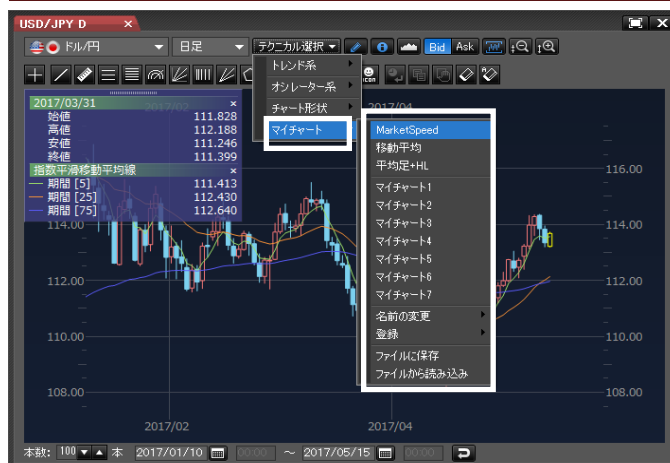 USD/JPY D ×
ドル/円 日足 テクニカル選択 Bid Ask
トレンド系
オシレーター系
チャート形状
マイチャート
MarketSpeed
移動平均
平均足+HL
マイチャート1
マイチャート2
マイチャート3
マイチャート4
マイチャート5
マイチャート6
マイチャート7
名前の変更
登録
ファイルに保存
ファイルから読み込み
2017/03/31 ×
始値 111.828
高値 112.188
安値 111.246
終値 111.399
指数平滑移動平均線 ×
期間 [5] 111.413
期間 [25] 112.430
期間 [75] 112.640
2017/02 2017/04
116.00
114.00 114.00
112.00 112.00
110.00 110.00
108.00 108.00
2017/02 2017/04
本数: 100 本 2017/01/10 00:00 ～ 2017/05/15 00:00